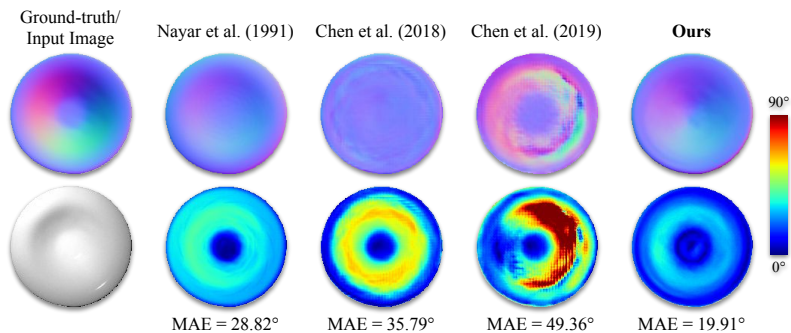 Ground-truth/
Input Image
Nayar et al. (1991)
Chen et al. (2018)
Chen et al. (2019)
Ours
90°
0°
MAE = 28.82°
MAE = 35.79°
MAE = 49.36°
MAE = 19.91°